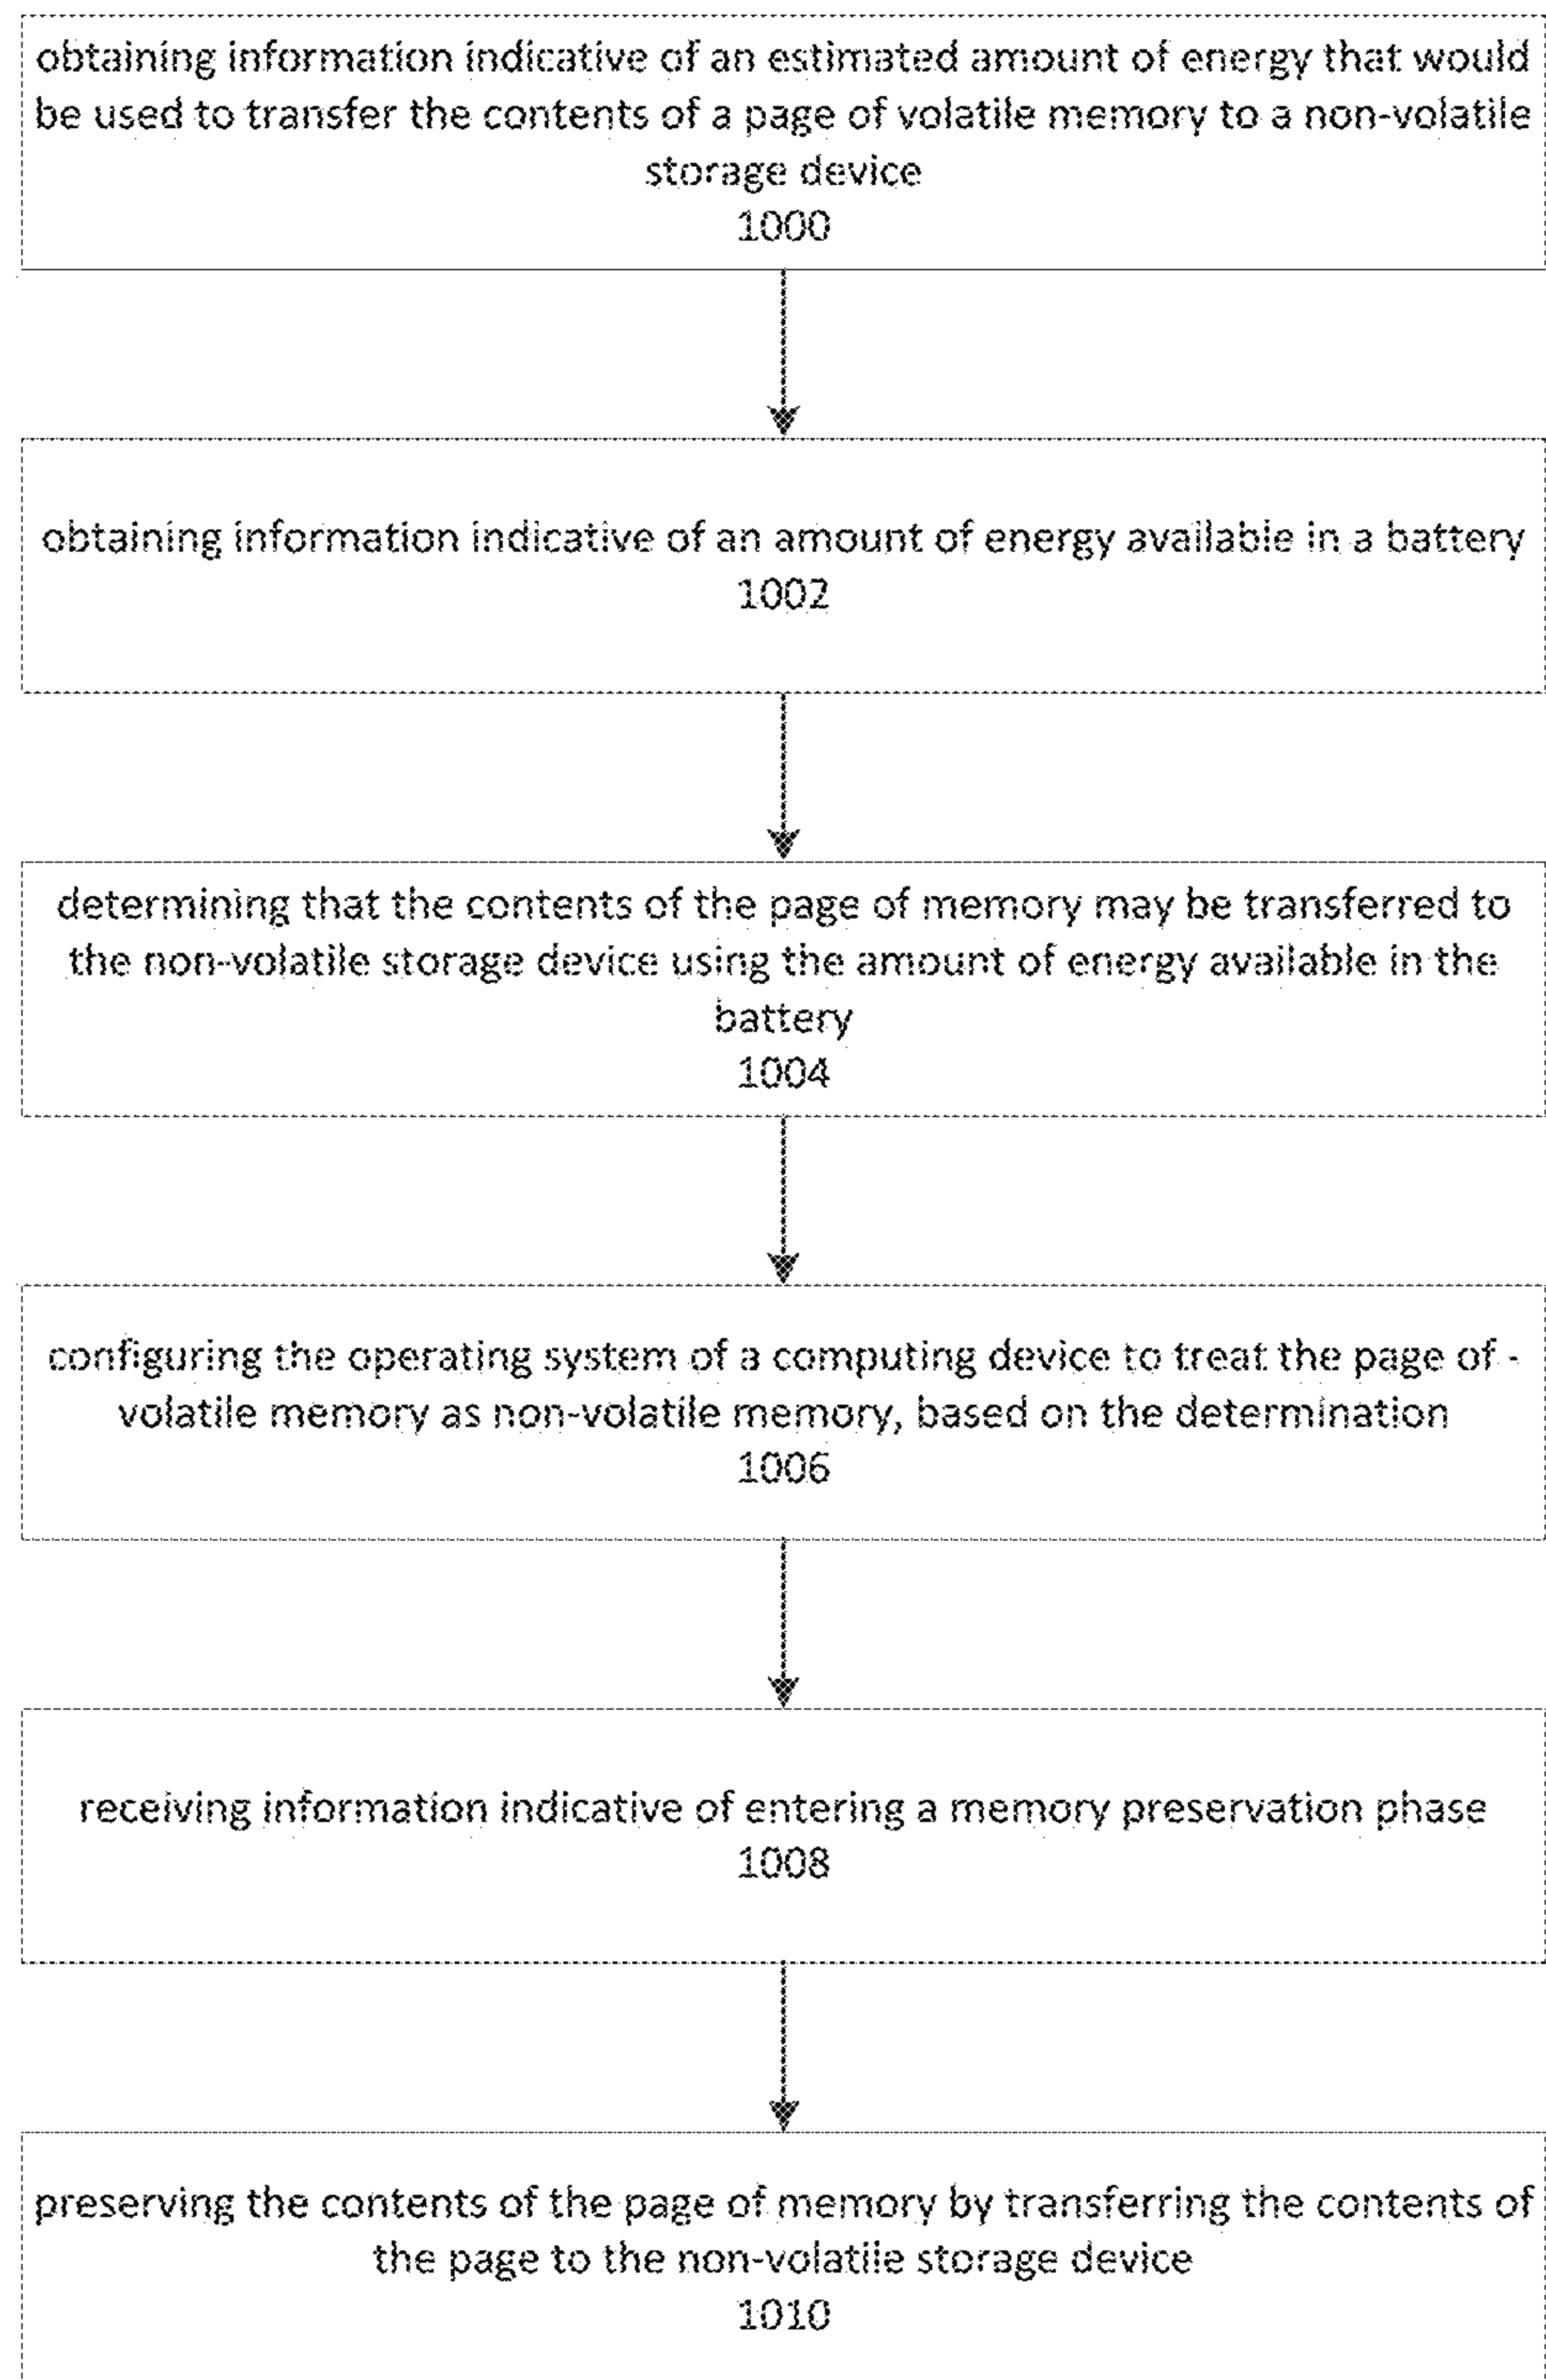 obtaining information indicative of an estimated amount of energy that would
be used to transfer the contents of a page of volatile memory to a non-volatile
storage device
1000
obtaining information indicative of an amount of energy available in a battery
1002
determining that the contents of the page of memory may be transferred to
the non-volatile storage device using the amount of energy available in the
battery
1004
configuring the operating system of a computing device to treat the page of -
volatile memory as non-volatile memory, based on the determination
1006
receiving information indicative of entering a memory preservation phase
1008
preserving the contents of the page of memory by transferring the contents of
the page to the non-volatile storage device
1010